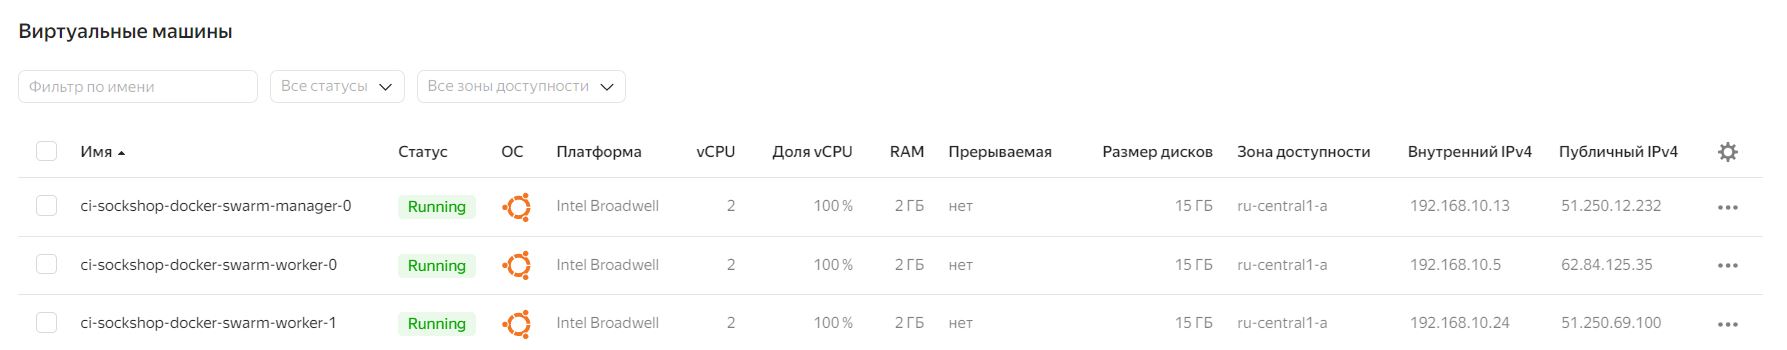 Виртуальные машины
Фильтр по имени Все статусы Все зоны доступности
Имя Статус ОС Платформа vCPU Доля vCPU RAM Прерываемая Размер дисков Зона доступности Внутренний IPv4 Публичный IPv4
ci-sockshop-docker-swarm-manager-0 Running Intel Broadwell 2 100 % 2 ГБ нет 15 ГБ ru-central1-a 192.168.10.13 51.250.12.232
ci-sockshop-docker-swarm-worker-0 Running Intel Broadwell 2 100 % 2 ГБ нет 15 ГБ ru-central1-a 192.168.10.5 62.84.125.35
ci-sockshop-docker-swarm-worker-1 Running Intel Broadwell 2 100 % 2 ГБ нет 15 ГБ ru-central1-a 192.168.10.24 51.250.69.100